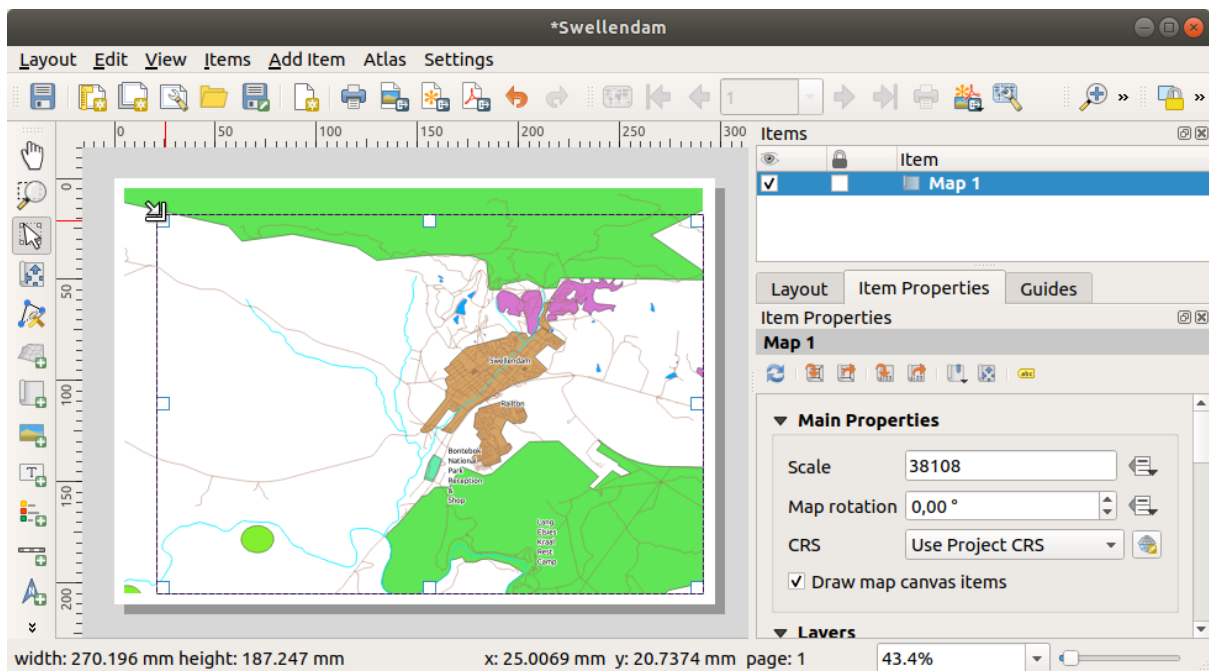 *Swellendam
Layout Edit View Items Add Item Atlas Settings
1
» »
0 50 100 150 200 250 300
0
50
100
150
200
Swellendam
Railton
Bontebok
National
Park
Reception
&
Shop
Lang
Elsies
Kraal
Rest
Camp
Items
Item
Map 1
Layout Item Properties Guides
Item Properties
Map 1
abc
Main Properties
Scale 38108
Map rotation 0,00 °
CRS Use Project CRS
Draw map canvas items
Layers
width: 270.196 mm height: 187.247 mm x: 25.0069 mm y: 20.7374 mm page: 1 43.4%